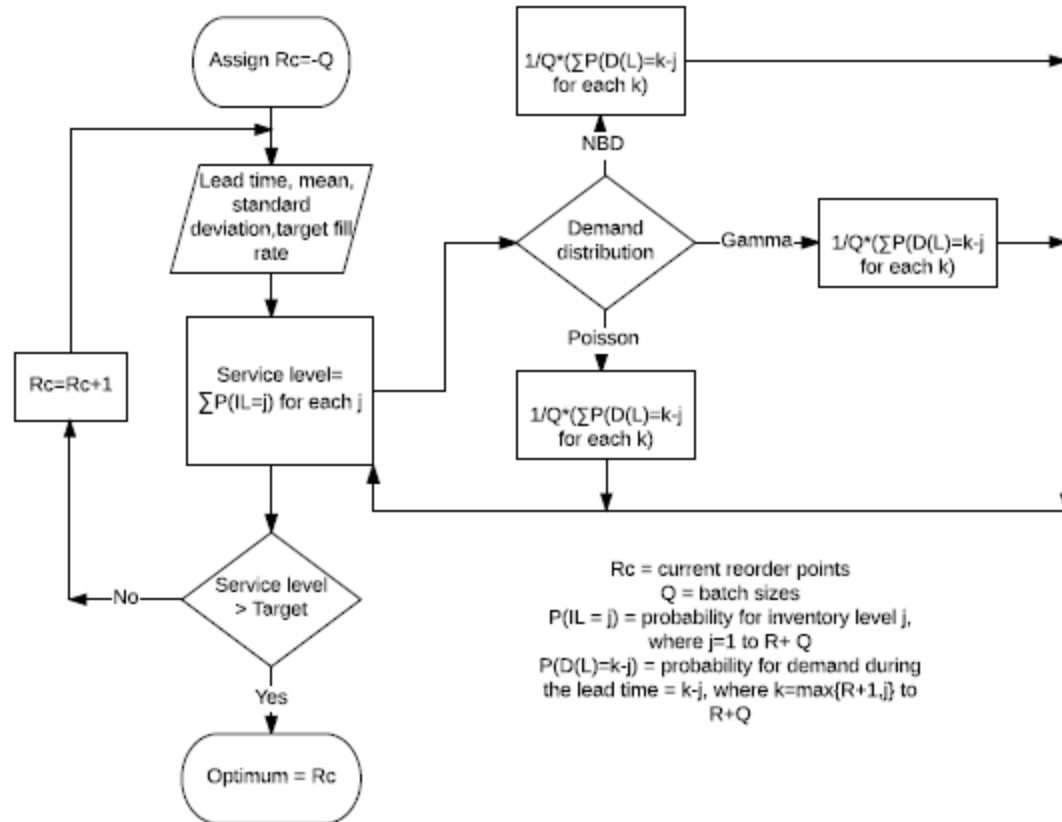 Assign Rc=-Q
Lead time, mean,
standard
deviation,target fill
rate
Service level=
∑P(IL=j) for each j
Rc=Rc+1
Service level
> Target
No
Yes
Optimum = Rc
1/Q*(∑P(D(L)=k-j
for each k)
NBD
Demand
distribution
Gamma
1/Q*(∑P(D(L)=k-j
for each k)
Poisson
1/Q*(∑P(D(L)=k-j
for each k)
Rc = current reorder points
Q = batch sizes
P(IL = j) = probability for inventory level j,
where j=1 to R+ Q
P(D(L)=k-j) = probability for demand during
the lead time = k-j, where k=max{R+1,j} to
R+Q